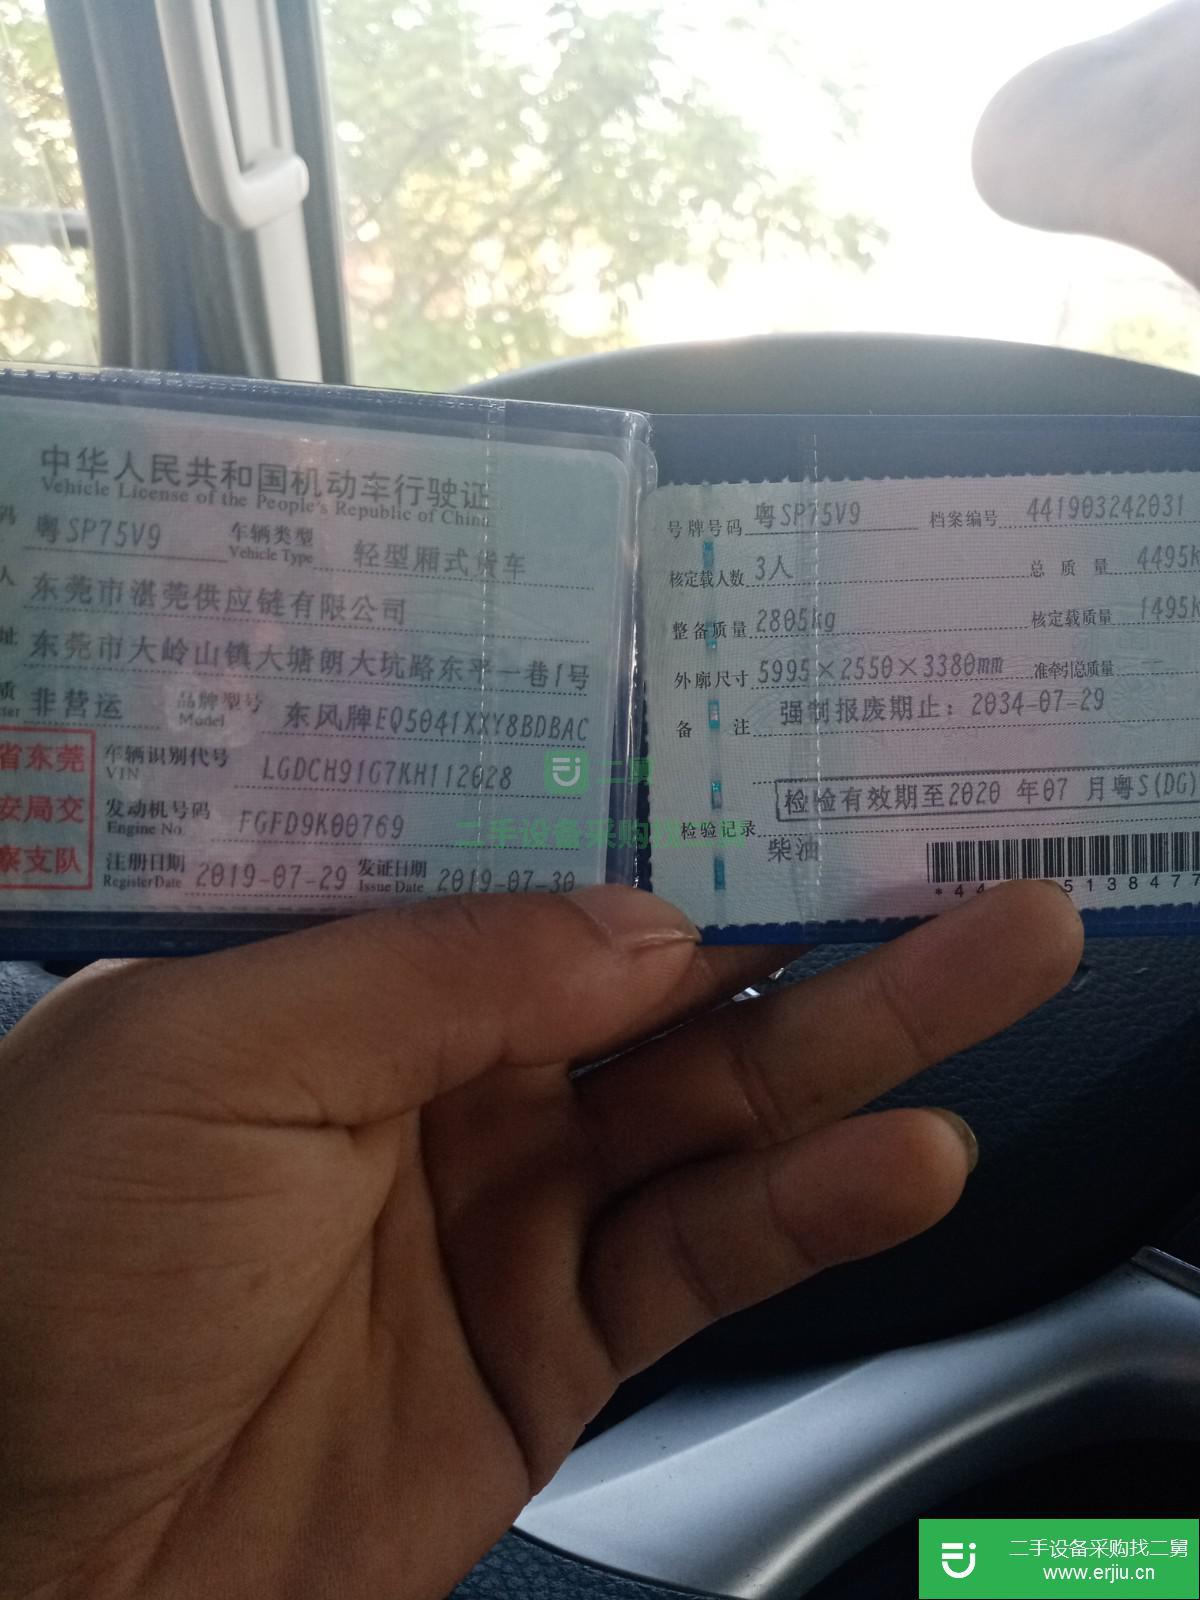 中华人民共和国机动车行驶证
Vehicle License of the People's Republic of China
码 粤SP75V9 车辆类型 轻型厢式货车
Vehicle Type
人 东莞市湛莞供应链有限公司
址 东莞市大岭山镇大塘朗大坑路东平一巷1号
质 非营运 品牌型号 东风牌EQ5041XXY8BDBAC
Model
省东莞
安局交
察支队
车辆识别代号 LGDCH91G7KH112028
VIN
发动机号码 FGFD9K00769
Engine No.
注册日期 2019-07-29 发证日期 2019-07-30
Register Date Issue Date
号牌号码 粤SP75V9 档案编号 441903242031
核定载人数 3人 总质量 4495k
整备质量 2805kg 核定载质量 1495k
外廓尺寸 5995×2550×3380mm 准牵引总质量 --
备注 强制报废期止：2034-07-29
检验有效期至2020 年07 月粤S(DG)
检验记录
柴油
*44 5138477
二舅
二手设备采购找二舅
二手设备采购找二舅
www.erjiu.cn